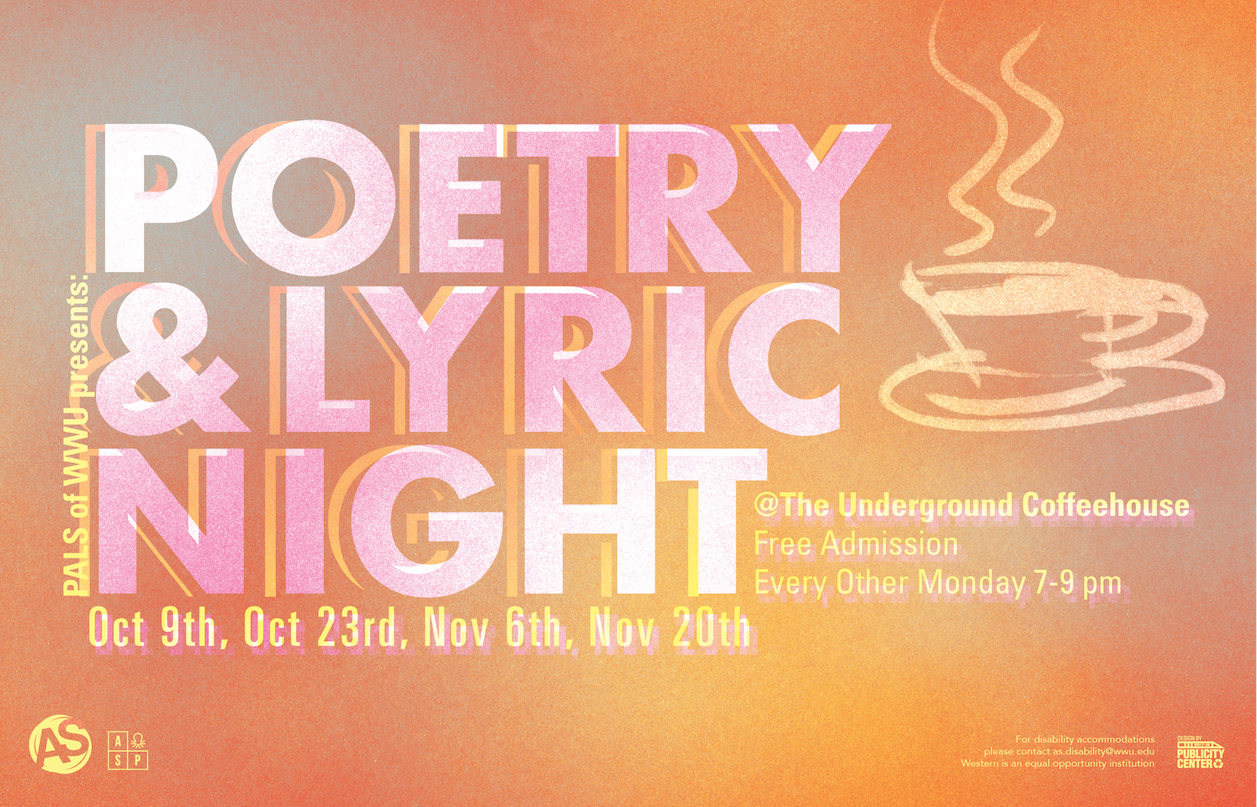 PALS of WWU presents:
POETRY
& LYRIC
NIGHT
@The Underground Coffeehouse
Free Admission
Every Other Monday 7-9 pm
Oct 9th, Oct 23rd, Nov 6th, Nov 20th
AS
A
S P
For disability accommodations
please contact as.disability@wwu.edu
Western is an equal opportunity institution
DESIGN BY
PUBLICITY
CENTER